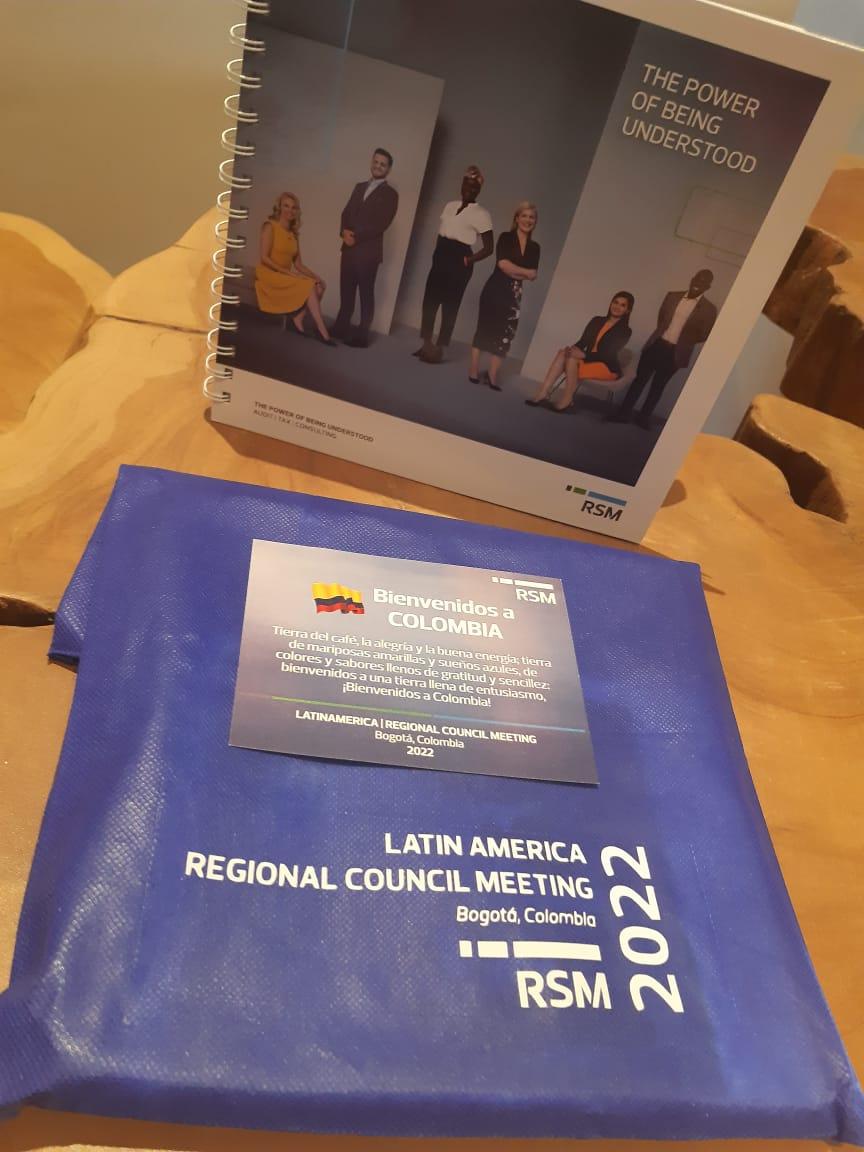 THE POWER
OF BEING
UNDERSTOOD
THE POWER OF BEING UNDERSTOOD
AUDIT | TAX | CONSULTING
RSM
RSM
Bienvenidos a
COLOMBIA
Tierra del café, la alegría y la buena energía; tierra
de mariposas amarillas y sueños azules, de
colores y sabores llenos de gratitud y sencillez;
bienvenidos a una tierra llena de entusiasmo,
¡Bienvenidos a Colombia!
LATINAMERICA | REGIONAL COUNCIL MEETING
Bogotá, Colombia
2022
LATIN AMERICA
REGIONAL COUNCIL MEETING
Bogotá, Colombia
RSM
2022